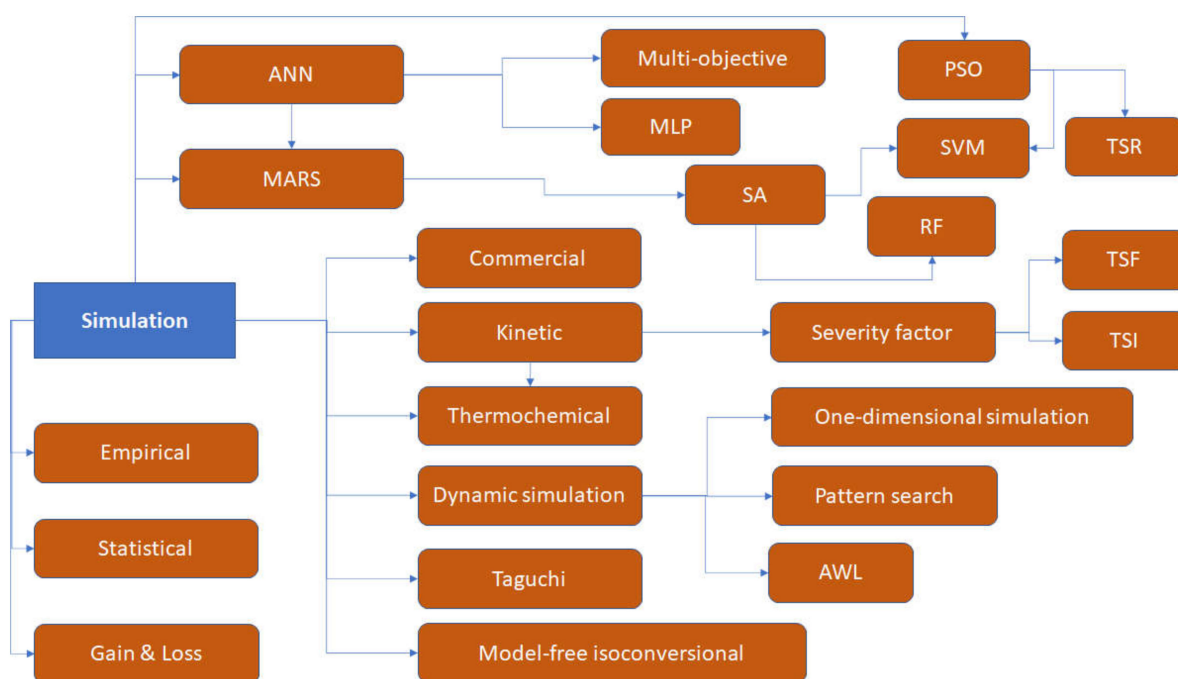 Multi-objective
PSO
ANN
MLP
SVM
TSR
MARS
SA
RF
Commercial
TSF
Simulation
Kinetic
Severity factor
TSI
Thermochemical
One-dimensional simulation
Empirical
Dynamic simulation
Pattern search
Statistical
Taguchi
AWL
Gain & Loss
Model-free isoconversional